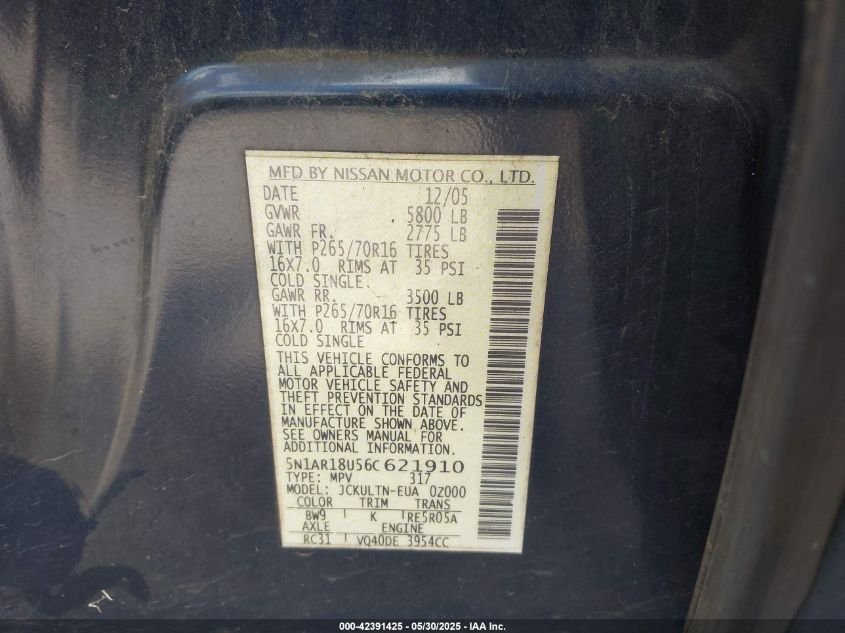 MFD BY NISSAN MOTOR CO., LTD.
DATE 12/05
GVWR 5800 LB
GAWR FR. 2775 LB
WITH P265/70R16 TIRES
16X7.0 RIMS AT 35 PSI
COLD SINGLE.
GAWR RR. 3500 LB
WITH P265/70R16 TIRES
16X7.0 RIMS AT 35 PSI
COLD SINGLE
THIS VEHICLE CONFORMS TO
ALL APPLICABLE FEDERAL
MOTOR VEHICLE SAFETY AND
THEFT PREVENTION STANDARDS
IN EFFECT ON THE DATE OF
MANUFACTURE SHOWN ABOVE.
SEE OWNERS MANUAL FOR
ADDITIONAL INFORMATION.
5N1AR18U56C621910
TYPE: MPV 317
MODEL: JCKULTN-EUA 0Z000
COLOR TRIM TRANS
BW9 K RE5R05A
AXLE ENGINE
RC31 VQ40DE 3954CC
000-42391425 • 05/30/2025 • IAA Inc.